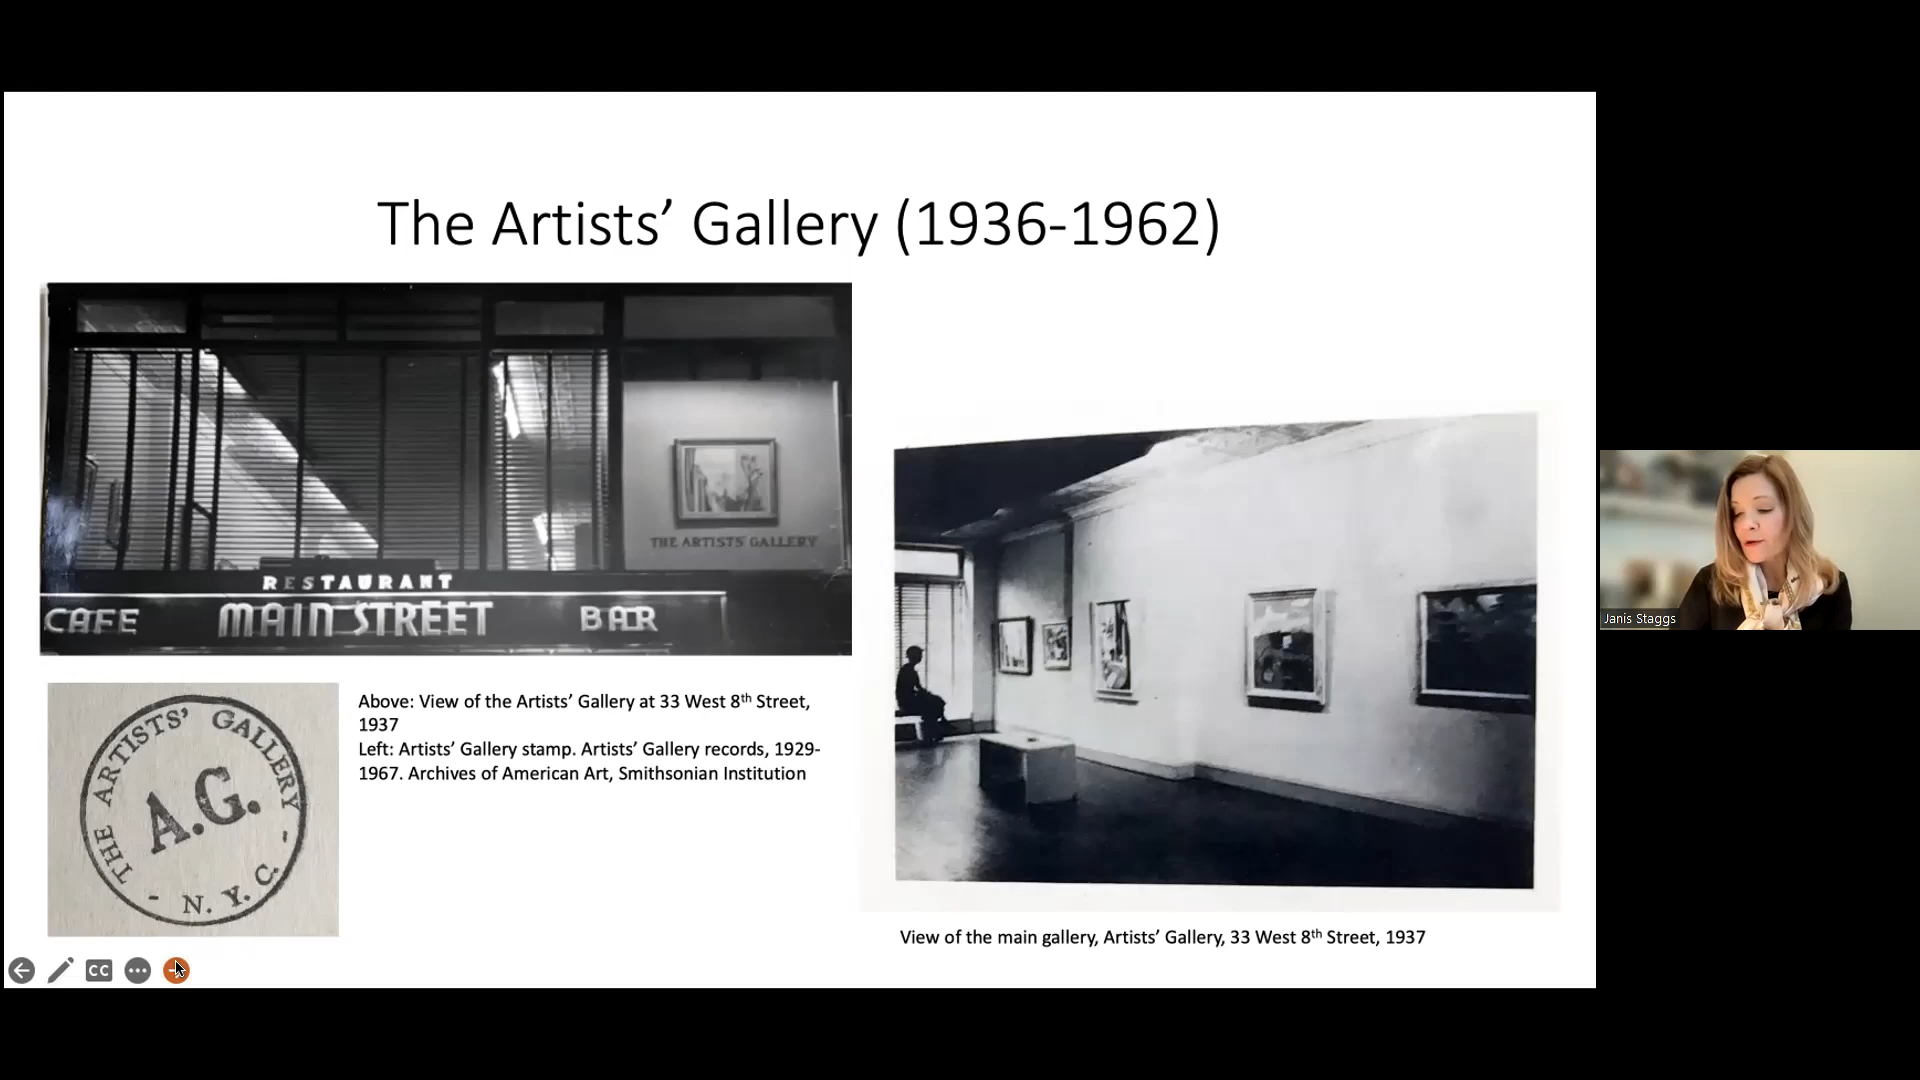 The Artists’ Gallery (1936-1962)
THE ARTISTS' GALLERY
RESTAURANT
CAFE MAIN STREET BAR
THE ARTISTS' GALLERY
A.G.
- N. Y. C. -
Above: View of the Artists’ Gallery at 33 West 8th Street,
1937
Left: Artists’ Gallery stamp. Artists’ Gallery records, 1929-
1967. Archives of American Art, Smithsonian Institution
View of the main gallery, Artists’ Gallery, 33 West 8th Street, 1937
CC
Janis Staggs